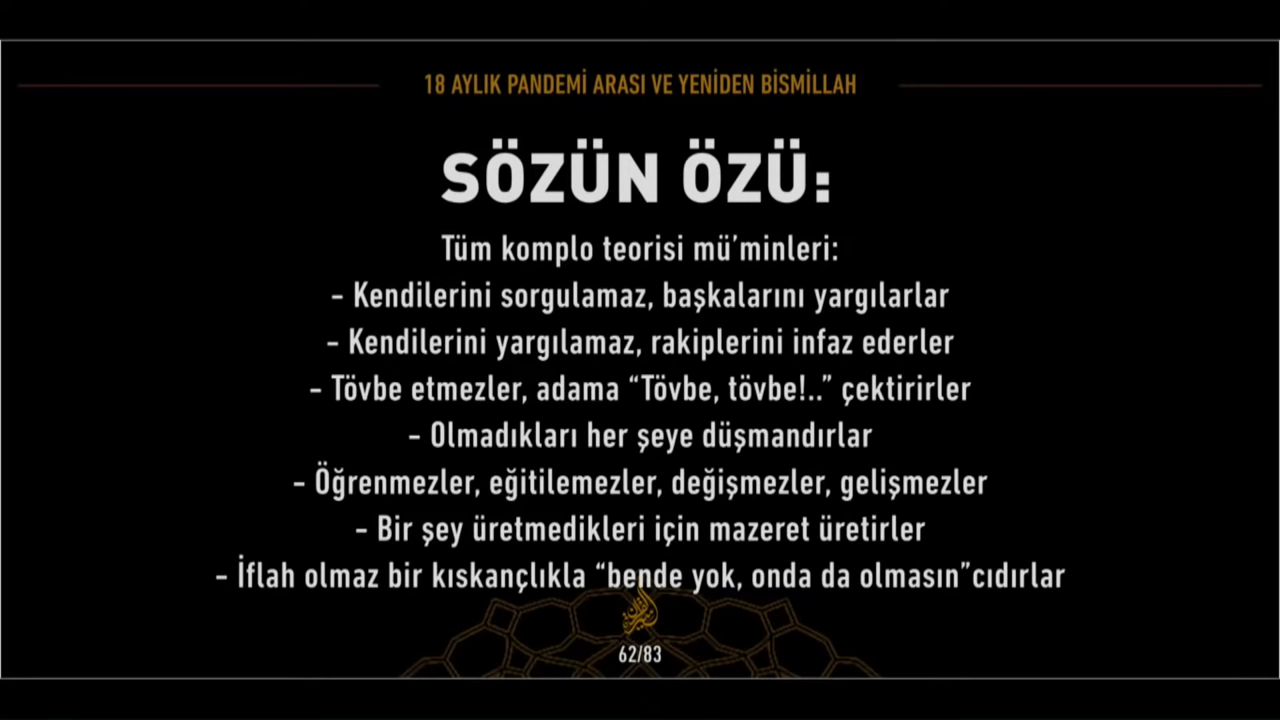 18 AYLIK PANDEMİ ARASI VE YENİDEN BİSMİLLAH
SÖZÜN ÖZÜ:
Tüm komplo teorisi mü’minleri:
- Kendilerini sorgulamaz, başkalarını yargılarlar
- Kendilerini yargılamaz, rakiplerini infaz ederler
- Tövbe etmezler, adama “Tövbe, tövbe!..” çektirirler
- Olmadıkları her şeye düşmandırlar
- Öğrenmezler, eğitilemezler, değişmezler, gelişmezler
- Bir şey üretmedikleri için mazeret üretirler
- İflah olmaz bir kıskançlıkla “bende yok, onda da olmasın”cıdırlar
62/83